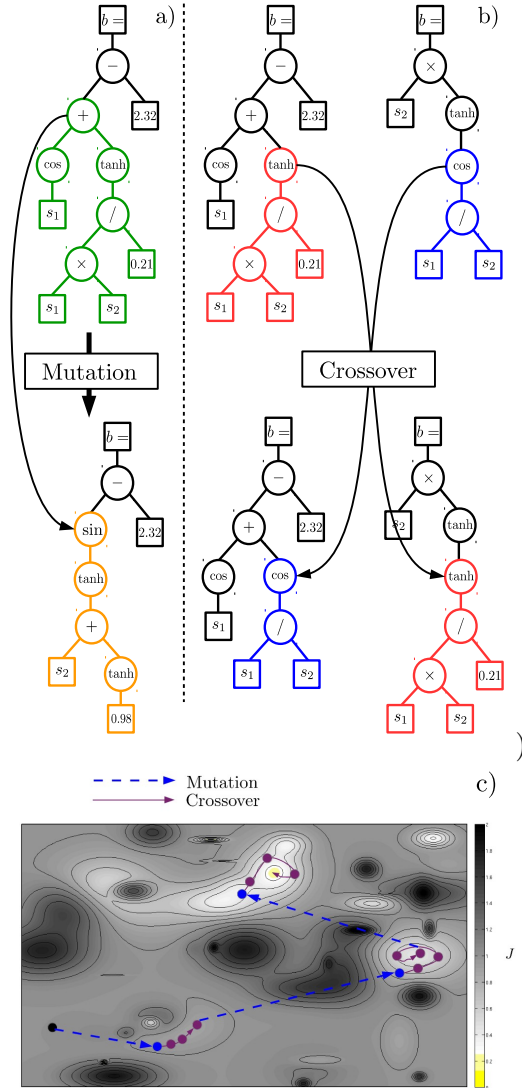 a)
b =
−
+
2.32
cos
tanh
s1
/
×
0.21
s1
s2
Mutation
b =
−
sin
2.32
tanh
+
s2
tanh
0.98
b)
b =
−
+
2.32
cos
tanh
s1
/
×
0.21
s1
s2
b =
×
s2
tanh
cos
/
s1
s2
Crossover
b =
−
+
2.32
cos
cos
s1
/
s1
s2
b =
×
s2
tanh
tanh
/
×
0.21
s1
s2
)
c)
Mutation
Crossover
J